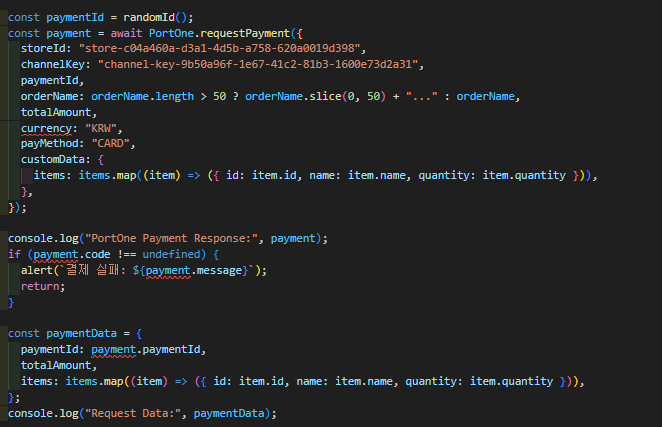 const paymentId = randomId();
const payment = await PortOne.requestPayment({
  storeId: "store-c04a460a-d3a1-4d5b-a758-620a0019d398",
  channelKey: "channel-key-9b50a96f-1e67-41c2-81b3-1600e73d2a31",
  paymentId,
  orderName: orderName.length > 50 ? orderName.slice(0, 50) + "..." : orderName,
  totalAmount,
  currency: "KRW",
  payMethod: "CARD",
  customData: {
    items: items.map((item) => ({ id: item.id, name: item.name, quantity: item.quantity })),
  },
});

console.log("PortOne Payment Response:", payment);
if (payment.code !== undefined) {
  alert(`결제 실패: ${payment.message}`);
  return;
}

const paymentData = {
  paymentId: payment.paymentId,
  totalAmount,
  items: items.map((item) => ({ id: item.id, name: item.name, quantity: item.quantity })),
};
console.log("Request Data:", paymentData);